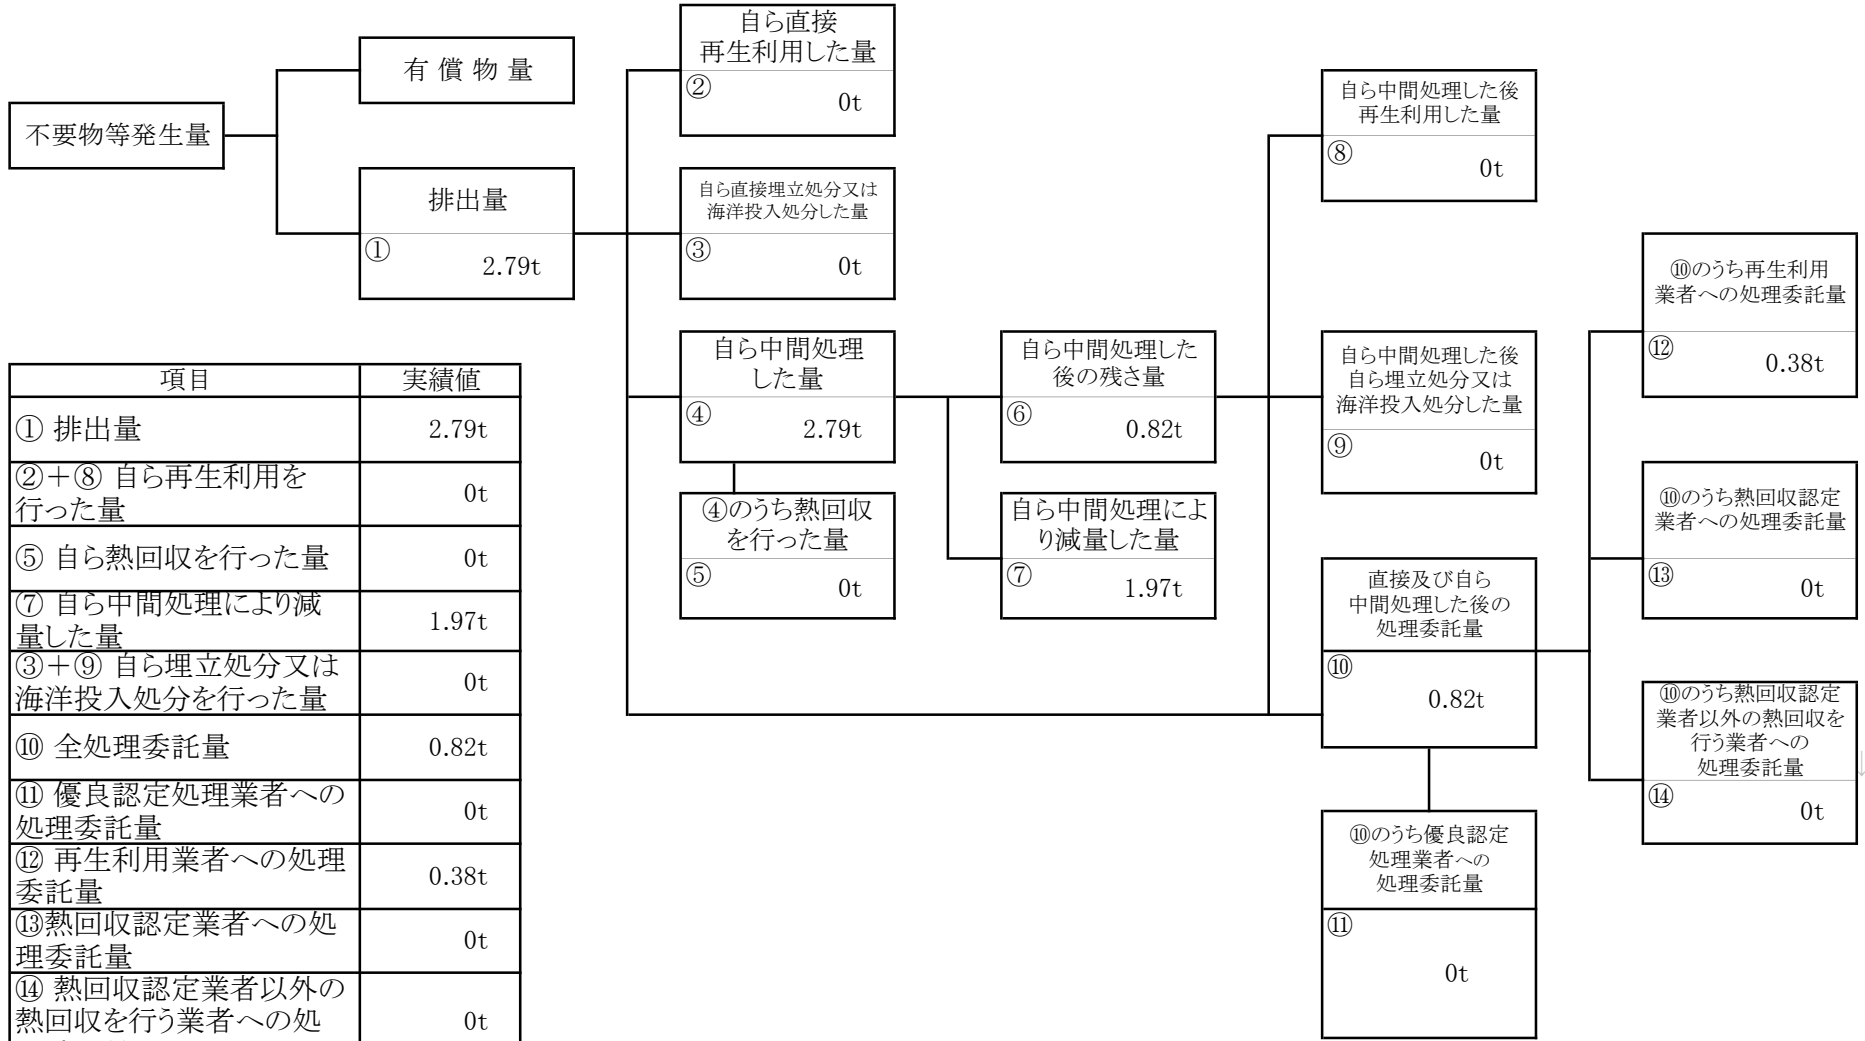 不要物等発生量
有 償 物 量
排出量
①
2.79t
自ら直接
再生利用した量
②
0t
自ら直接埋立処分又は
海洋投入処分した量
③
0t
自ら中間処理
した量
④
2.79t
④のうち熱回収
を行った量
⑤
0t
自ら中間処理した
後の残さ量
⑥
0.82t
自ら中間処理によ
り減量した量
⑦
1.97t
自ら中間処理した後
再生利用した量
⑧
0t
自ら中間処理した後
自ら埋立処分又は
海洋投入処分した量
⑨
0t
直接及び自ら
中間処理した後の
処理委託量
⑩
0.82t
⑩のうち優良認定
処理業者への
処理委託量
⑪
0t
⑩のうち再生利用
業者への処理委託量
⑫
0.38t
⑩のうち熱回収認定
業者への処理委託量
⑬
0t
⑩のうち熱回収認定
業者以外の熱回収を
行う業者への
処理委託量
⑭
0t
項目 実績値
① 排出量 2.79t
②＋⑧ 自ら再生利用を
行った量
0t
⑤ 自ら熱回収を行った量 0t
⑦ 自ら中間処理により減
量した量
1.97t
③＋⑨ 自ら埋立処分又は
海洋投入処分を行った量
0t
⑩ 全処理委託量 0.82t
⑪ 優良認定処理業者への
処理委託量
0t
⑫ 再生利用業者への処理
委託量
0.38t
⑬熱回収認定業者への処
理委託量
0t
⑭ 熱回収認定業者以外の
熱回収を行う業者への処
0t